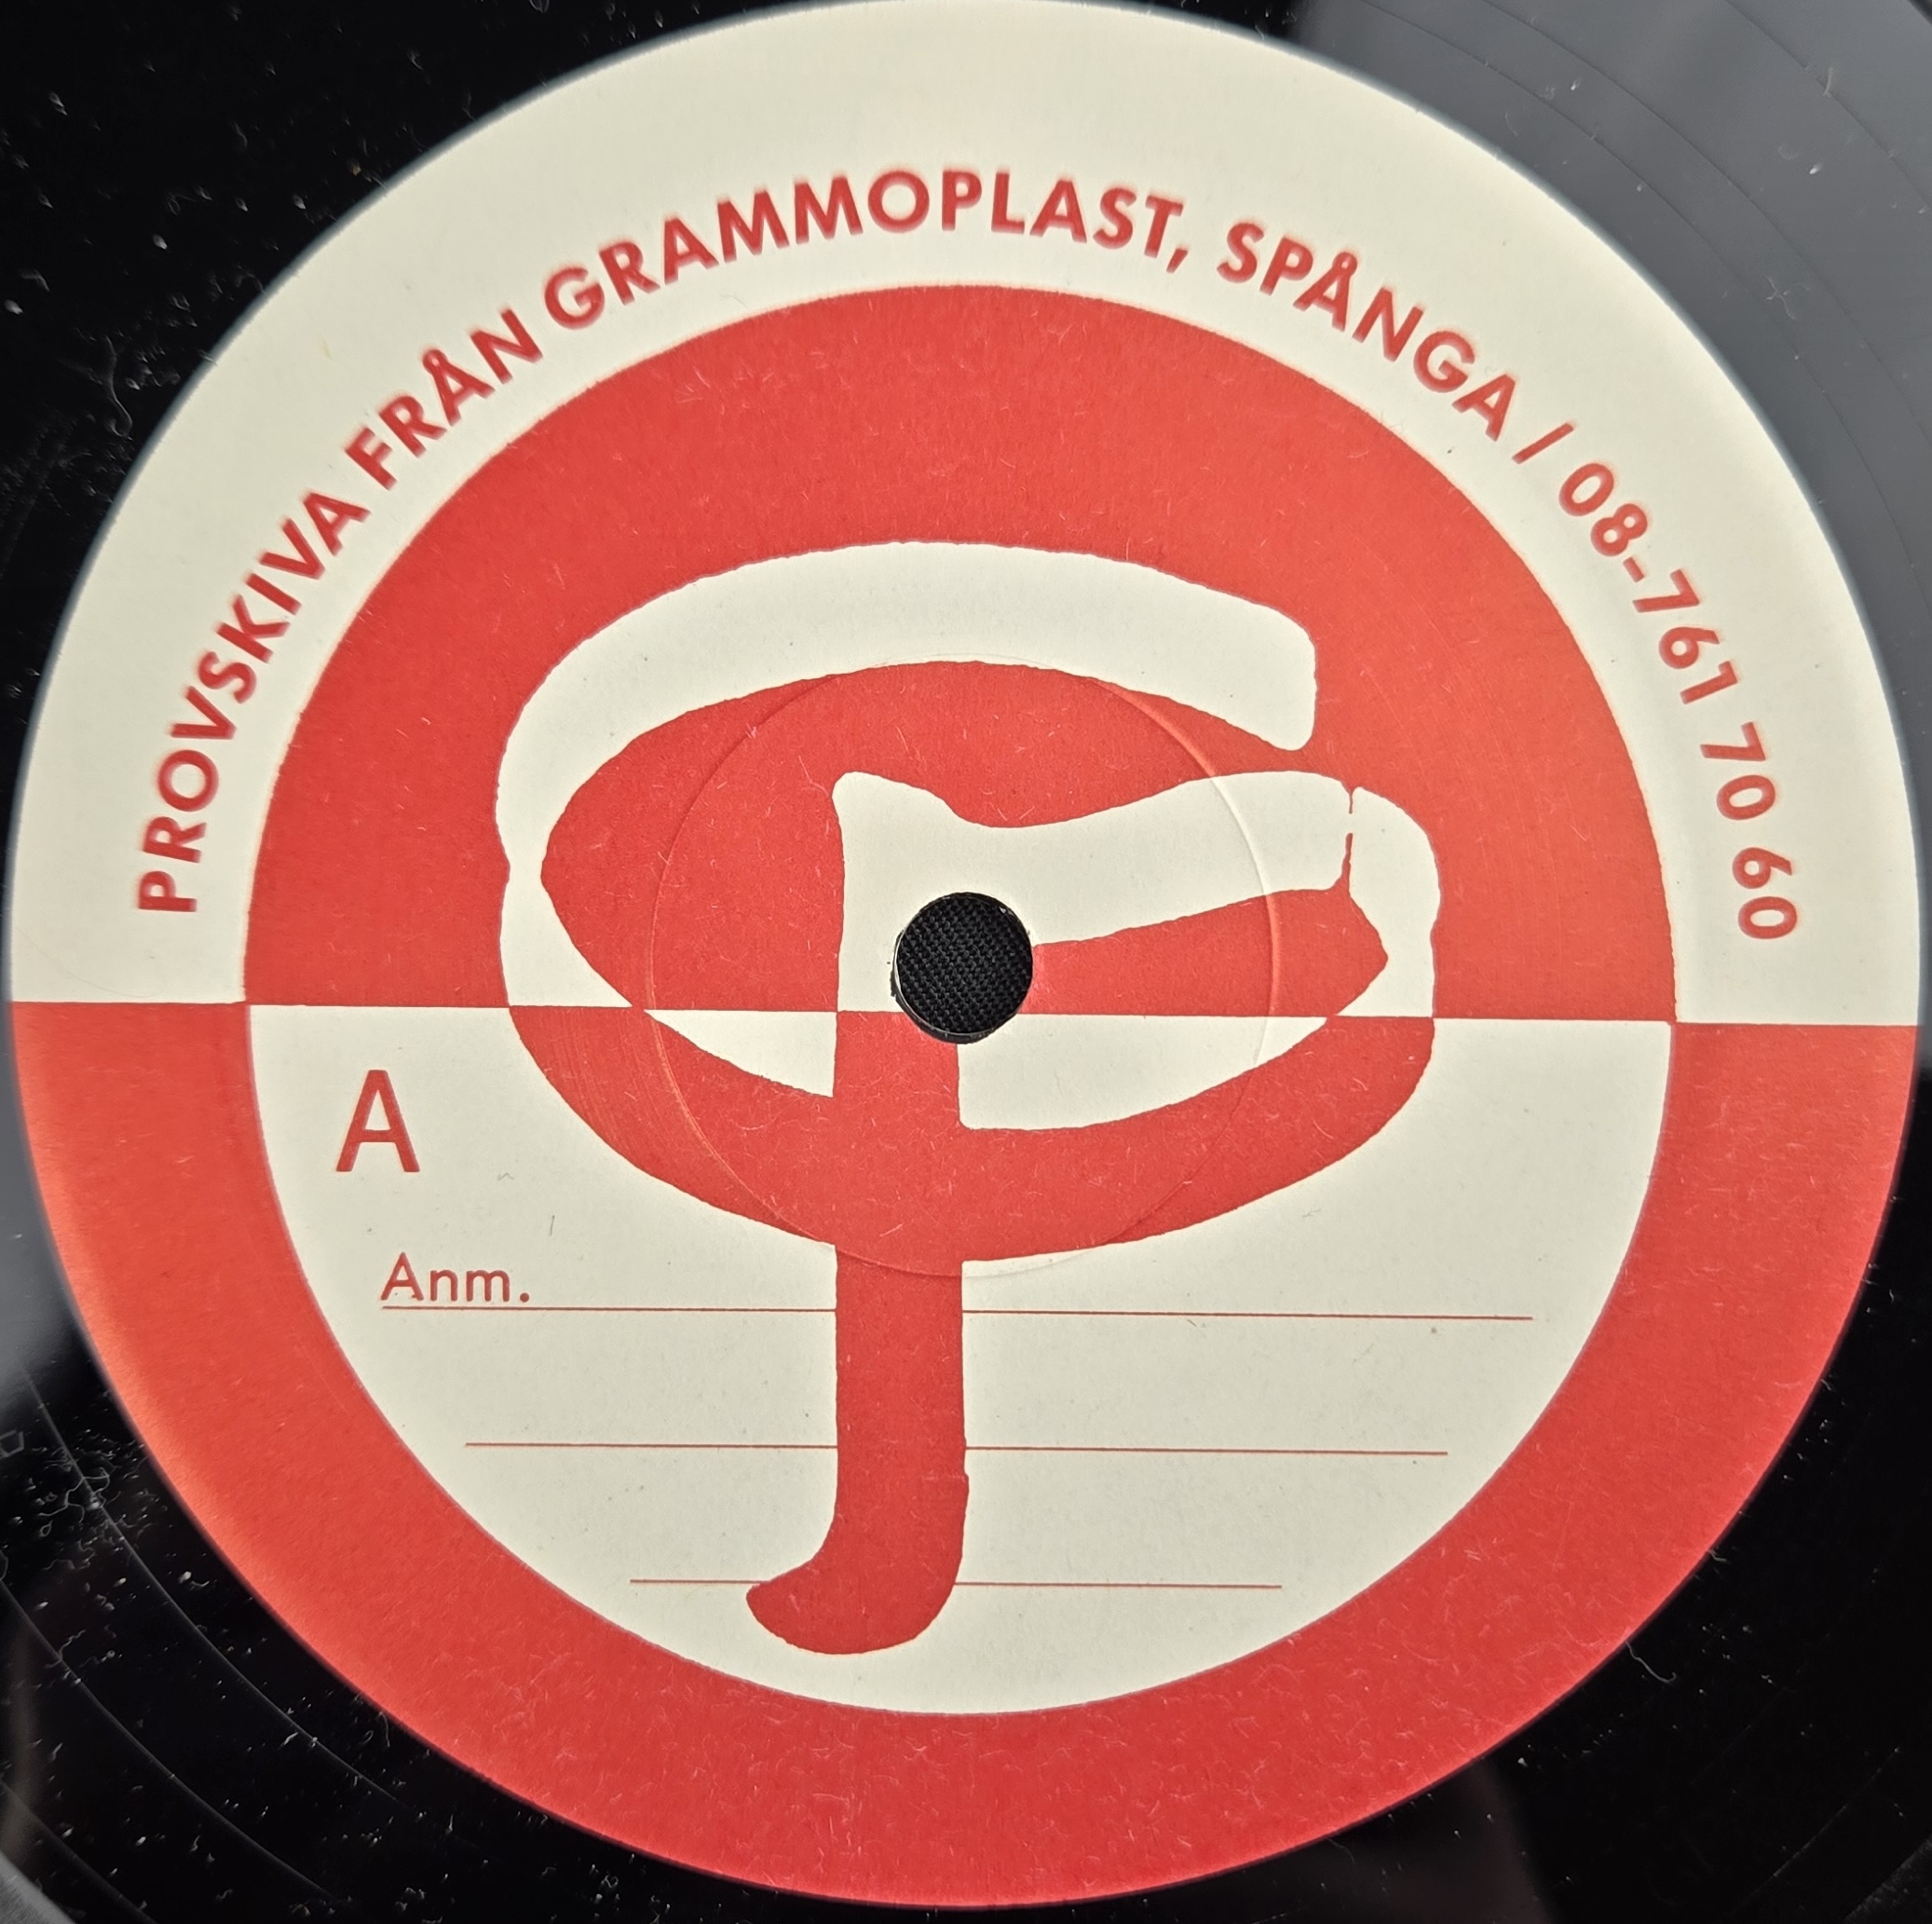 PROVSKIVA FRÅN GRAMMOPLAST, SPÅNGA / 08-761 70 60
A
Anm.